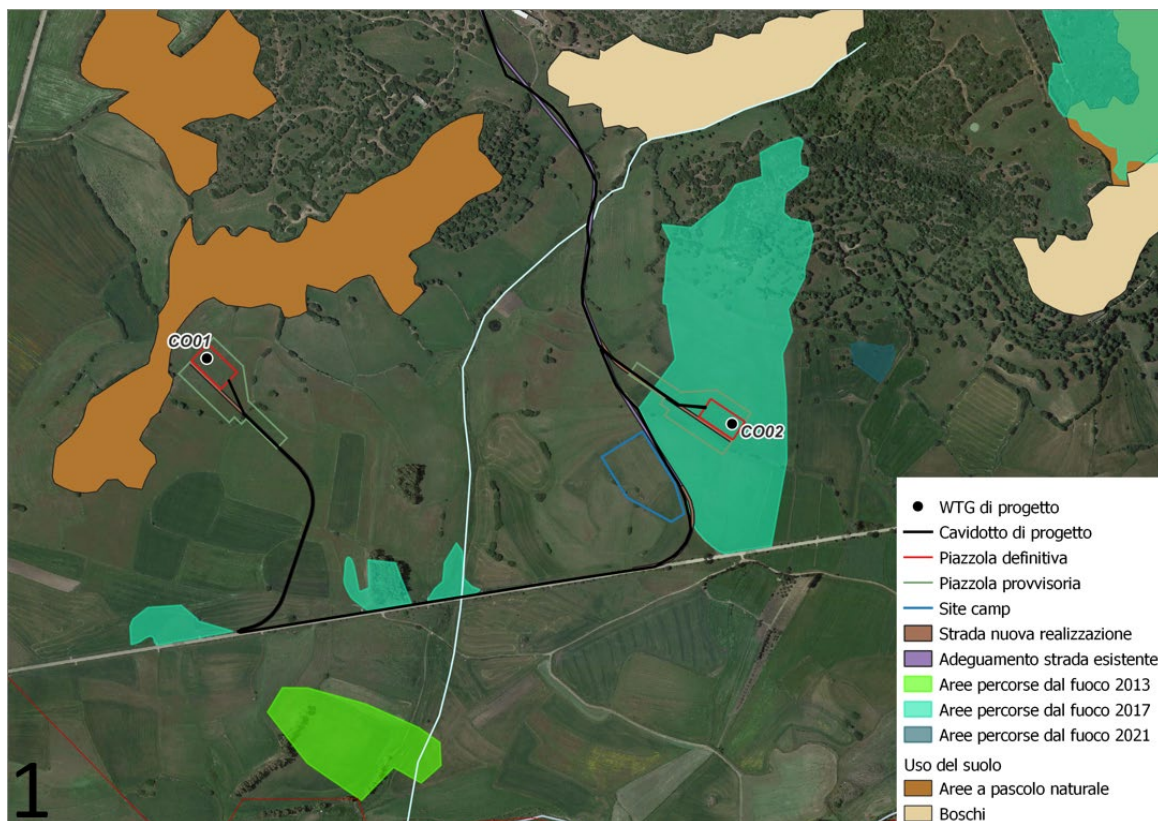 CO01
CO02
WTG di progetto
Cavidotto di progetto
Piazzola definitiva
Piazzola provvisoria
Site camp
Strada nuova realizzazione
Adeguamento strada esistente
Aree percorse dal fuoco 2013
Aree percorse dal fuoco 2017
Aree percorse dal fuoco 2021
Uso del suolo
Aree a pascolo naturale
Boschi
1